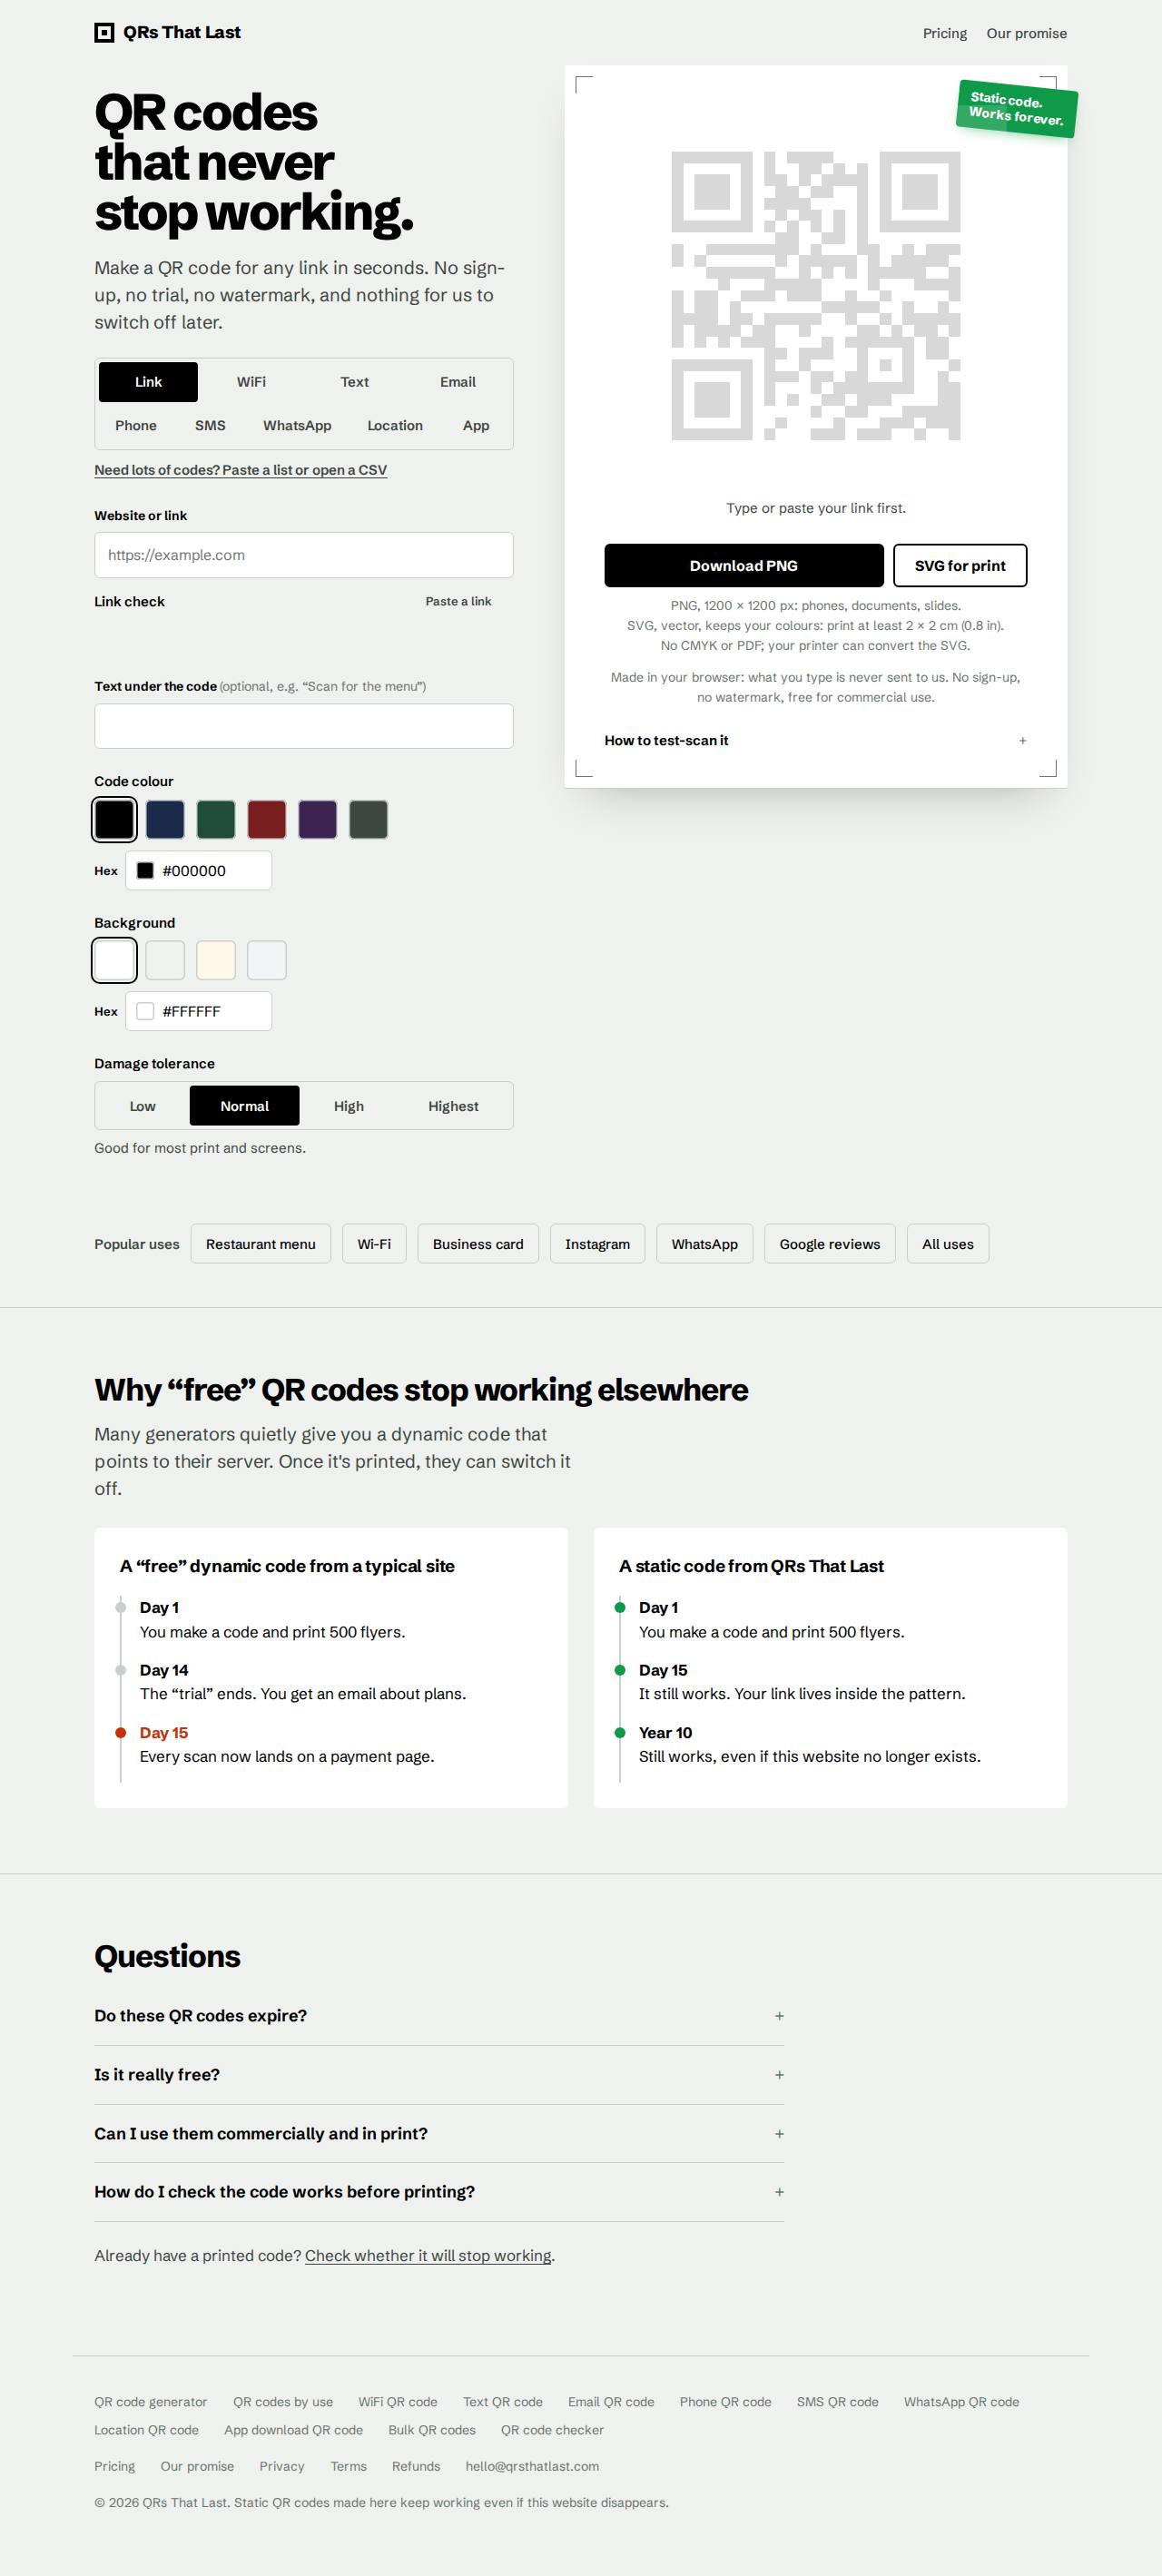 QRs That Last
Pricing
Our promise
QR codes
that never
stop working.
Make a QR code for any link in seconds. No sign-
up, no trial, no watermark, and nothing for us to
switch off later.
Link
WiFi
Text
Email
Phone
SMS
WhatsApp
Location
App
Need lots of codes? Paste a list or open a CSV
Website or link
https://example.com
Link check
Paste a link
Text under the code (optional, e.g. “Scan for the menu”)
Code colour
Hex
#000000
Background
Hex
#FFFFFF
Damage tolerance
Low
Normal
High
Highest
Good for most print and screens.
Static code.
Works forever.
Type or paste your link first.
Download PNG
SVG for print
PNG, 1200 × 1200 px: phones, documents, slides.
SVG, vector, keeps your colours: print at least 2 × 2 cm (0.8 in).
No CMYK or PDF; your printer can convert the SVG.
Made in your browser: what you type is never sent to us. No sign-up,
no watermark, free for commercial use.
How to test-scan it
+
Popular uses
Restaurant menu
Wi-Fi
Business card
Instagram
WhatsApp
Google reviews
All uses
Why “free” QR codes stop working elsewhere
Many generators quietly give you a dynamic code that
points to their server. Once it's printed, they can switch it
off.
A “free” dynamic code from a typical site
Day 1
You make a code and print 500 flyers.
Day 14
The “trial” ends. You get an email about plans.
Day 15
Every scan now lands on a payment page.
A static code from QRs That Last
Day 1
You make a code and print 500 flyers.
Day 15
It still works. Your link lives inside the pattern.
Year 10
Still works, even if this website no longer exists.
Questions
Do these QR codes expire?
+
Is it really free?
+
Can I use them commercially and in print?
+
How do I check the code works before printing?
+
Already have a printed code? Check whether it will stop working.
QR code generator
QR codes by use
WiFi QR code
Text QR code
Email QR code
Phone QR code
SMS QR code
WhatsApp QR code
Location QR code
App download QR code
Bulk QR codes
QR code checker
Pricing
Our promise
Privacy
Terms
Refunds
hello@qrsthatlast.com
© 2026 QRs That Last. Static QR codes made here keep working even if this website disappears.